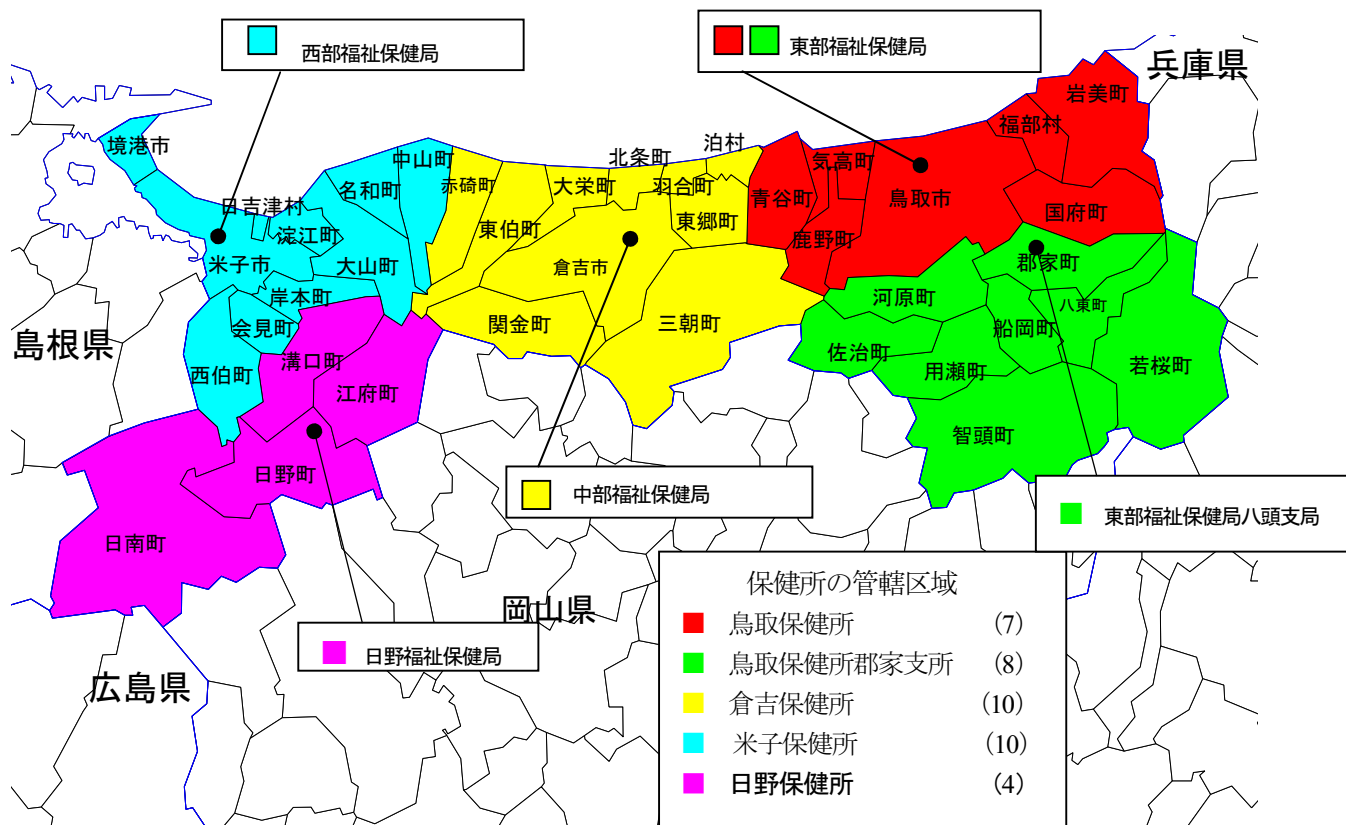 西部福祉保健局
東部福祉保健局
兵庫県
岩美町
福部村
境港市
中山町
名和町
赤碕町
大栄町
北条町
泊村
羽合町
東郷町
青谷町
気高町
鳥取市
国府町
日吉津村
淀江町
東伯町
鹿野町
米子市
大山町
倉吉市
郡家町
岸本町
会見町
関金町
三朝町
河原町
船岡町
八東町
島根県
溝口町
佐治町
用瀬町
若桜町
西伯町
江府町
智頭町
日野町
中部福祉保健局
東部福祉保健局八頭支局
日南町
岡山県
日野福祉保健局
広島県
保健所の管轄区域
鳥取保健所 (7)
鳥取保健所郡家支所 (8)
倉吉保健所 (10)
米子保健所 (10)
日野保健所 (4)